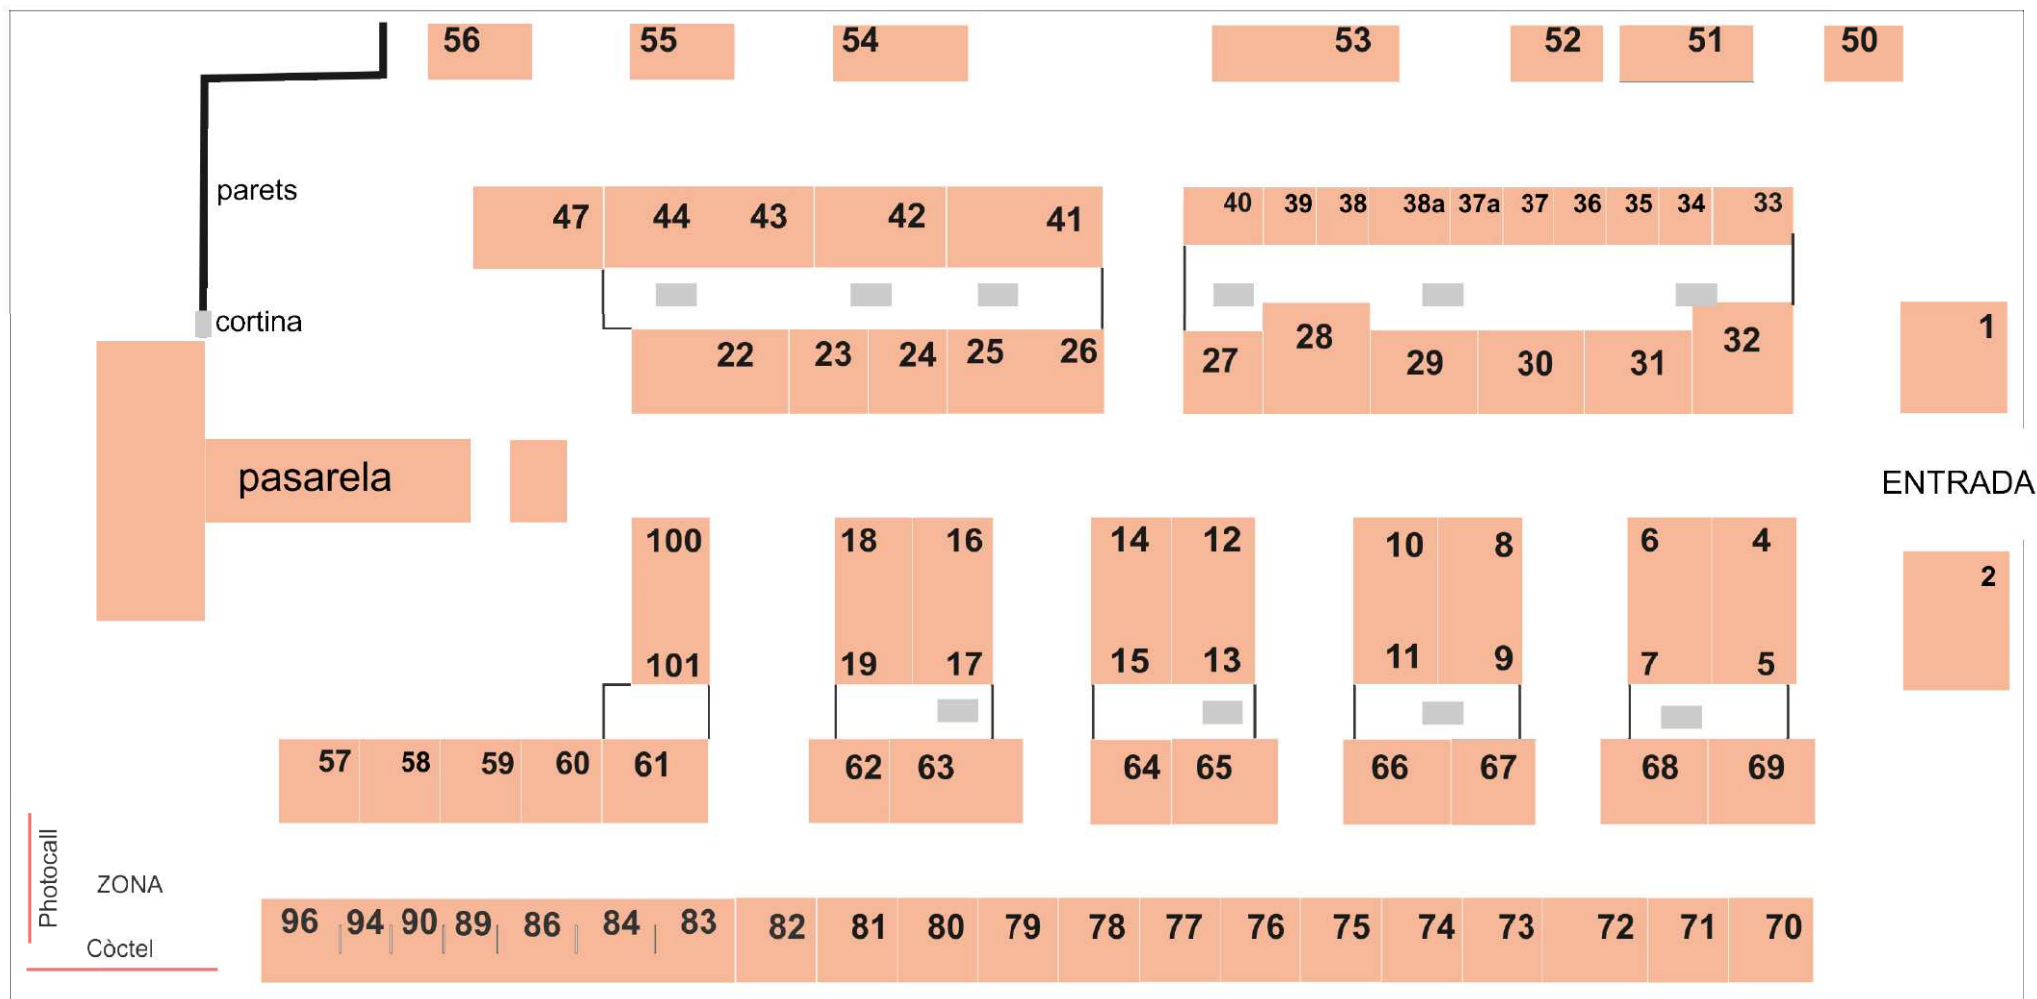 56 55 54 53 52 51 50
parets
47 44 43 42 41 40 39 38 38a 37a 37 36 35 34 33
cortina
22 23 24 25 26 27 28 29 30 31 32 1
pasarela
ENTRADA
100 18 16 14 12 10 8 6 4
2
101 19 17 15 13 11 9 7 5
57 58 59 60 61 62 63 64 65 66 67 68 69
Photocall
ZONA
Còctel
96 94 90 89 86 84 83 82 81 80 79 78 77 76 75 74 73 72 71 70